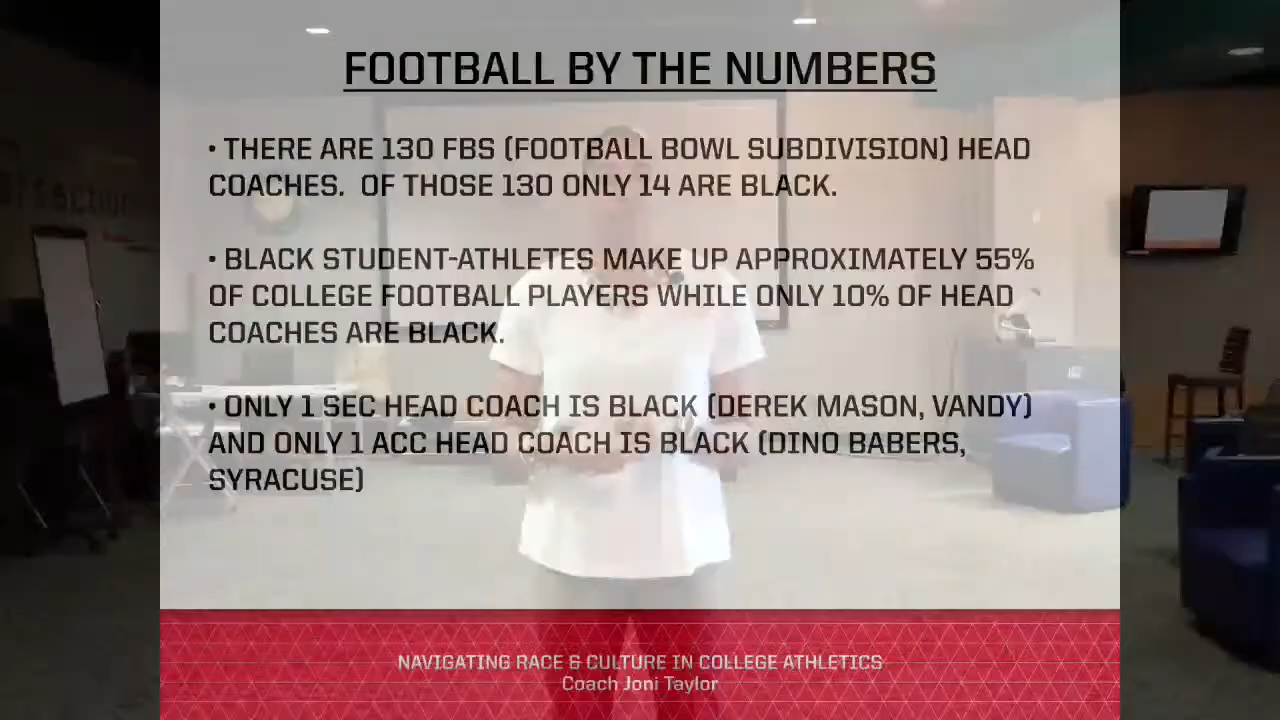 FOOTBALL BY THE NUMBERS
• THERE ARE 130 FBS (FOOTBALL BOWL SUBDIVISION) HEAD
COACHES. OF THOSE 130 ONLY 14 ARE BLACK.
• BLACK STUDENT-ATHLETES MAKE UP APPROXIMATELY 55%
OF COLLEGE FOOTBALL PLAYERS WHILE ONLY 10% OF HEAD
COACHES ARE BLACK.
• ONLY 1 SEC HEAD COACH IS BLACK (DEREK MASON, VANDY)
AND ONLY 1 ACC HEAD COACH IS BLACK (DINO BABERS,
SYRACUSE)
NAVIGATING RACE & CULTURE IN COLLEGE ATHLETICS
Coach Joni Taylor